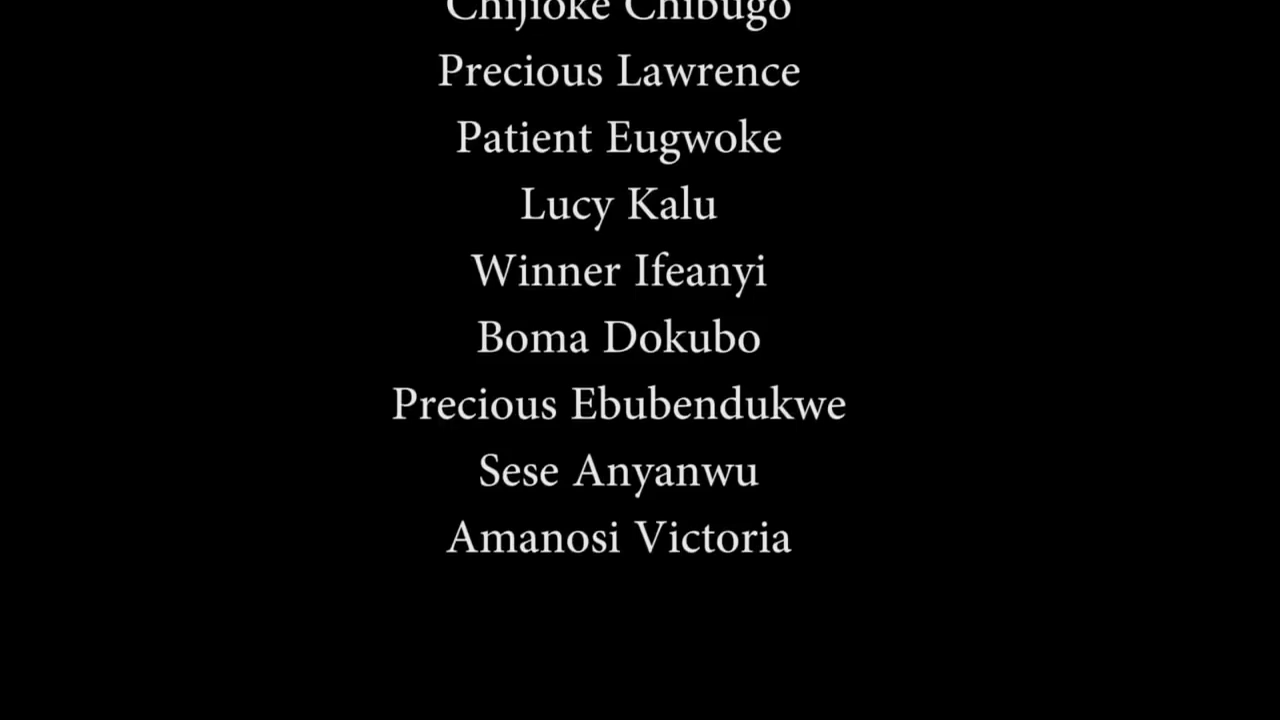 Chijioke Chibugo
Precious Lawrence
Patient Eugwoke
Lucy Kalu
Winner Ifeanyi
Boma Dokubo
Precious Ebubendukwe
Sese Anyanwu
Amanosi Victoria